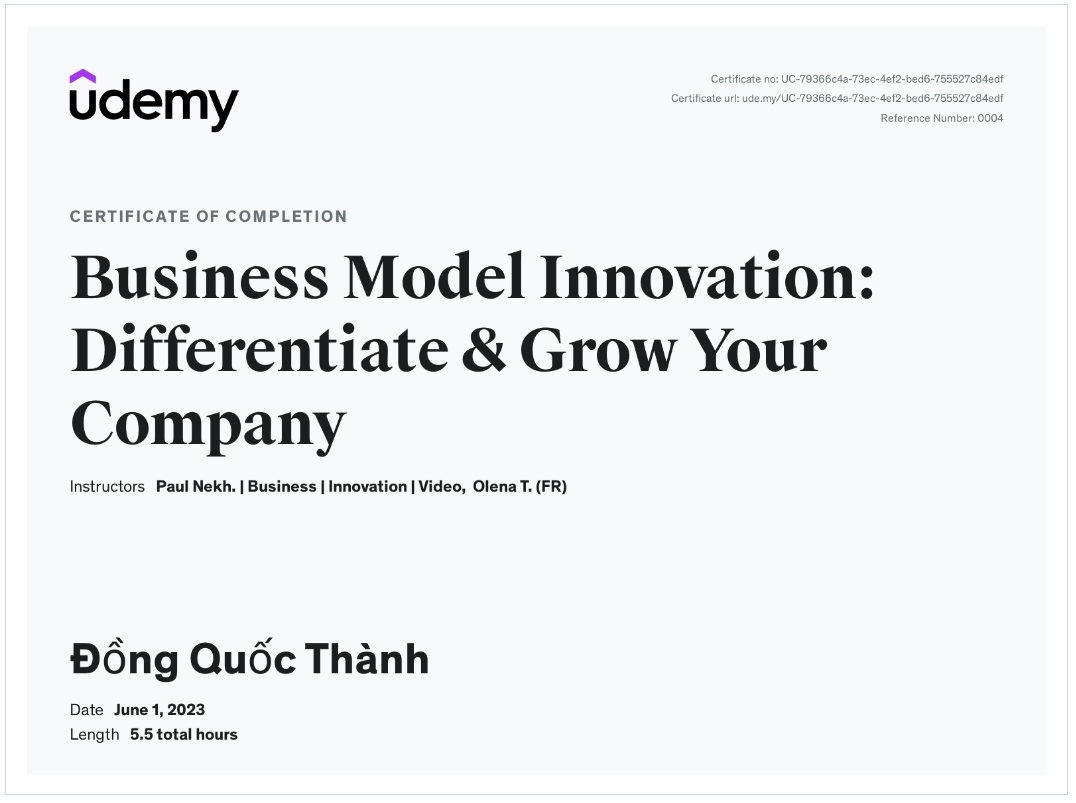 udemy
Certificate no: UC-79366c4a-73ec-4ef2-bed6-755527c84edf
Certificate url: ude.my/UC-79366c4a-73ec-4ef2-bed6-755527c84edf
Reference Number: 0004
CERTIFICATE OF COMPLETION
Business Model Innovation:
Differentiate & Grow Your
Company
Instructors Paul Nekh. | Business | Innovation | Video, Olena T. (FR)
Đồng Quốc Thành
Date June 1, 2023
Length 5.5 total hours